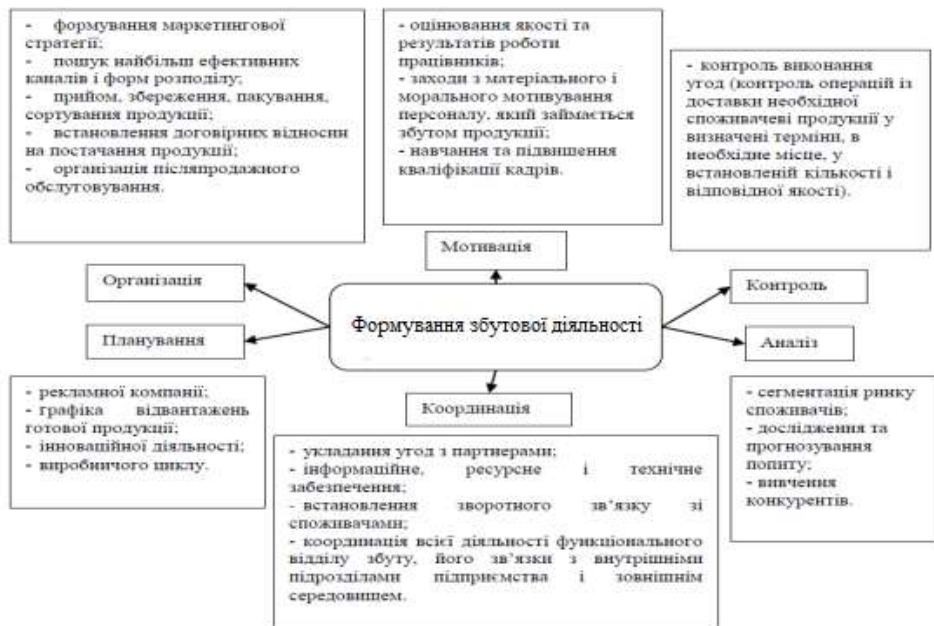 - формування маркетингової
стратегії;
- пошук найбільш ефективних
каналів і форм розподілу;
- прийом, збереження, пакування,
сортування продукції;
- встановлення договірних відносин
на постачання продукції;
- організація післяпродажного
обслуговування.
- оцінювання якості та
результатів роботи
працівників;
- заходи з матеріального і
морального мотивування
персоналу, який займається
збутом продукції;
- навчання та підвищення
кваліфікації кадрів.
- контроль виконання
угод (контроль операцій із
доставки необхідної
споживачеві продукції у
визначені терміни, в
необхідне місце, у
встановленій кількості і
відповідної якості).
Мотивація
Організація
Контроль
Формування збутової діяльності
Планування
Аналіз
- рекламної компанії;
- графіка відвантажень
готової продукції;
- інноваційної діяльності;
- виробничого циклу.
Координація
- укладання угод з партнерами;
- інформаційне, ресурсне і технічне
забезпечення;
- встановлення зворотного зв’язку зі
споживачами;
- координація всієї діяльності функціонального
відділу збуту, його зв’язки з внутрішніми
підрозділами підприємства і зовнішнім
середовищем.
- сегментація ринку
споживачів;
- дослідження та
прогнозування
попиту;
- вивчення
конкурентів.